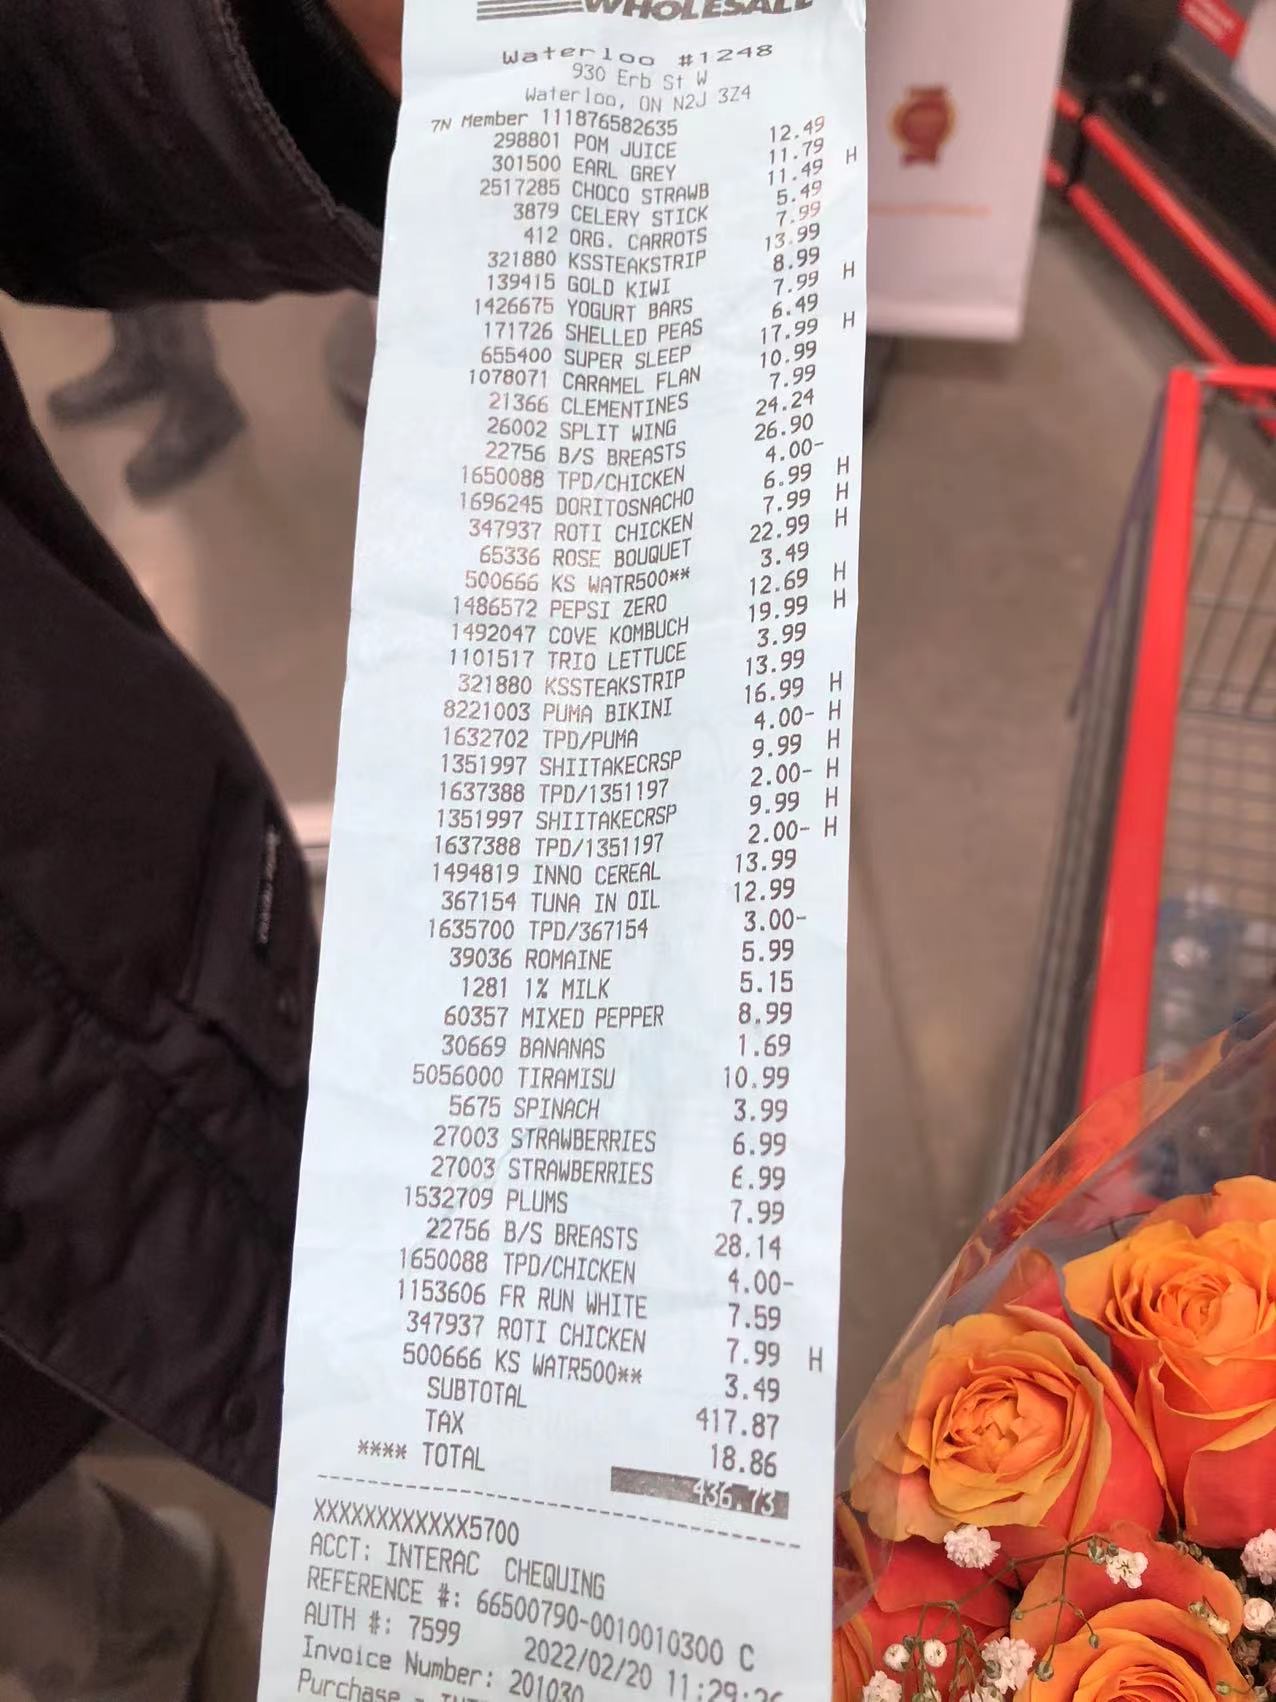 WHOLESALE
Waterloo #1248
930 Erb St W
Waterloo, ON N2J 3Z4
7N Member 111876582635
298801 POM JUICE 12.49
301500 EARL GREY 11.79
2517285 CHOCO STRAWB 11.49 H
3879 CELERY STICK 5.49
412 ORG. CARROTS 7.99
321880 KSSTEAKSTRIP 13.99
139415 GOLD KIWI 8.99
1426675 YOGURT BARS 7.99 H
171726 SHELLED PEAS 6.49
655400 SUPER SLEEP 17.99 H
1078071 CARAMEL FLAN 10.99
21366 CLEMENTINES 7.99
26002 SPLIT WING 24.24
22756 B/S BREASTS 26.90
1650088 TPD/CHICKEN 4.00-
1696245 DORITOSNACHO 6.99 H
347937 ROTI CHICKEN 7.99 H
65336 ROSE BOUQUET 22.99 H
500666 KS WATR500** 3.49
1486572 PEPSI ZERO 12.69 H
1492047 COVE KOMBUCH 19.99 H
1101517 TRIO LETTUCE 3.99
321880 KSSTEAKSTRIP 13.99
8221003 PUMA BIKINI 16.99 H
1632702 TPD/PUMA 4.00- H
1351997 SHIITAKECRSP 9.99 H
1637388 TPD/1351197 2.00- H
1351997 SHIITAKECRSP 9.99 H
1637388 TPD/1351197 2.00- H
1494819 INNO CEREAL 13.99
367154 TUNA IN OIL 12.99
1635700 TPD/367154 3.00-
39036 ROMAINE 5.99
1281 1% MILK 5.15
60357 MIXED PEPPER 8.99
30669 BANANAS 1.69
5056000 TIRAMISU 10.99
5675 SPINACH 3.99
27003 STRAWBERRIES 6.99
27003 STRAWBERRIES 6.99
1532709 PLUMS 7.99
22756 B/S BREASTS 28.14
1650088 TPD/CHICKEN 4.00-
1153606 FR RUN WHITE 7.59
347937 ROTI CHICKEN 7.99 H
500666 KS WATR500** 3.49
SUBTOTAL 417.87
TAX 18.86
**** TOTAL 436.73
XXXXXXXXXXXX5700
ACCT: INTERAC CHEQUING
REFERENCE #: 66500790-0010010300 C
AUTH #: 7599 2022/02/20 11:29:26
Invoice Number: 201030
Purchase -